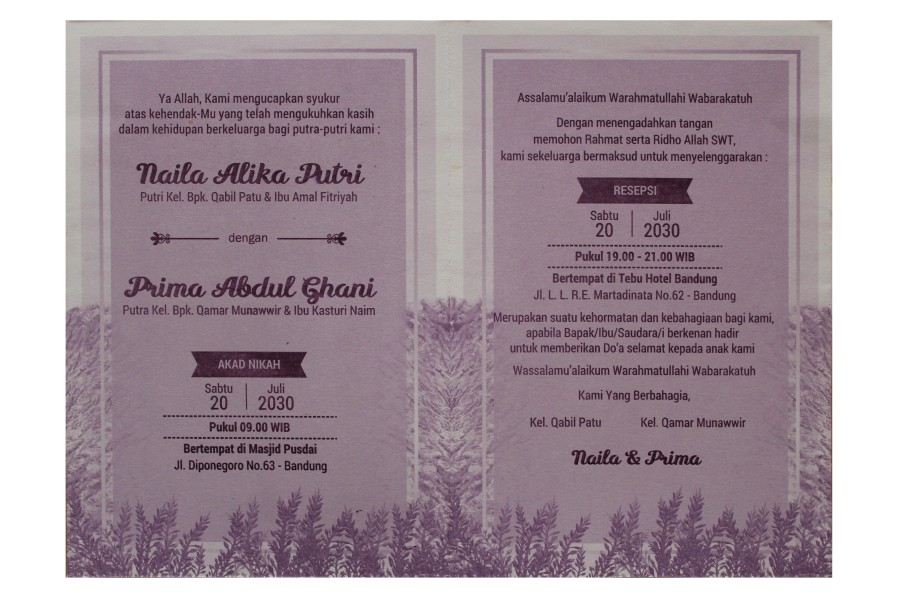 Ya Allah, Kami mengucapkan syukur
atas kehendak-Mu yang telah mengukuhkan kasih
dalam kehidupan berkeluarga bagi putra-putri kami :
Naila Alika Putri
Putri Kel. Bpk. Qabil Patu & Ibu Amal Fitriyah
dengan
Prima Abdul Ghani
Putra Kel. Bpk. Qamar Munawwir & Ibu Kasturi Naim
AKAD NIKAH
Sabtu Juli
20 2030
Pukul 09.00 WIB
Bertempat di Masjid Pusdai
Jl. Diponegoro No.63 - Bandung
Assalamu’alaikum Warahmatullahi Wabarakatuh
Dengan menengadahkan tangan
memohon Rahmat serta Ridho Allah SWT,
kami sekeluarga bermaksud untuk menyelenggarakan :
RESEPSI
Sabtu Juli
20 2030
Pukul 19.00 - 21.00 WIB
Bertempat di Tebu Hotel Bandung
Jl. L. L. R.E. Martadinata No.62 - Bandung
Merupakan suatu kehormatan dan kebahagiaan bagi kami,
apabila Bapak/Ibu/Saudara/i berkenan hadir
untuk memberikan Do’a selamat kepada anak kami
Wassalamu’alaikum Warahmatullahi Wabarakatuh
Kami Yang Berbahagia,
Kel. Qabil Patu Kel. Qamar Munawwir
Naila & Prima